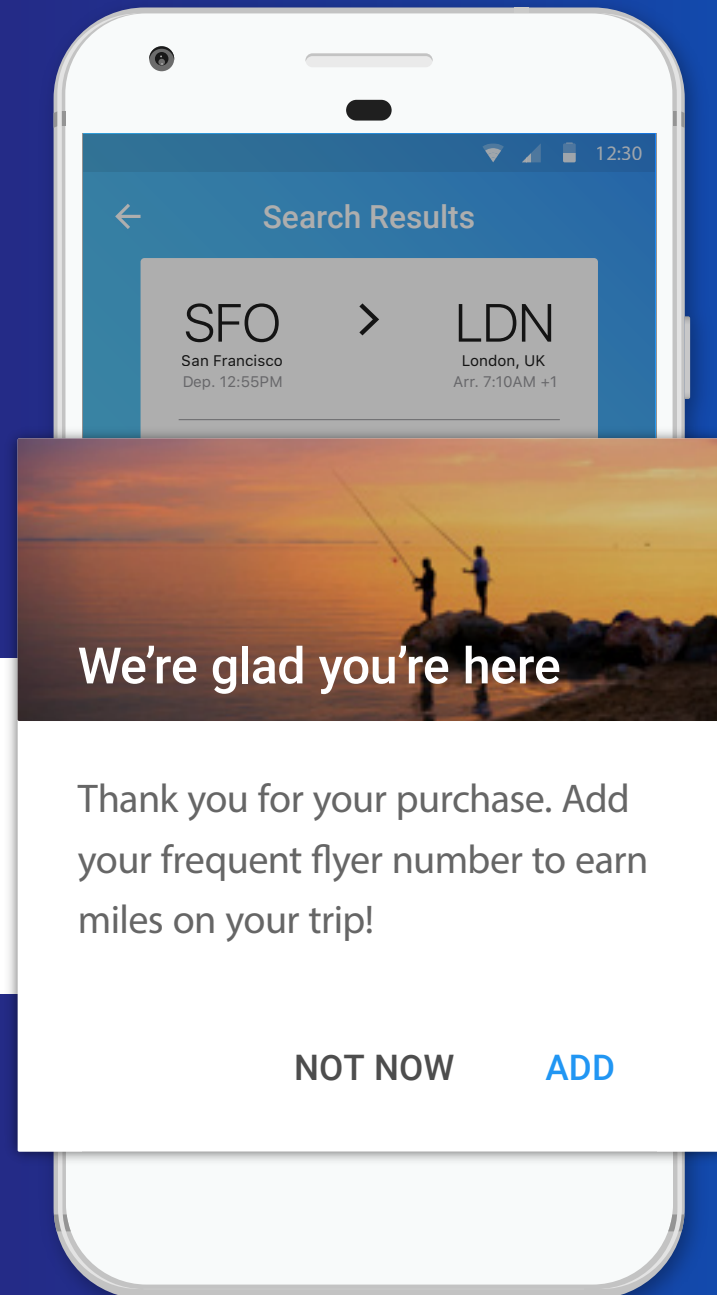 12:30
Search Results
SFO > LDN
San Francisco London, UK
Dep. 12:55PM Arr. 7:10AM +1
We’re glad you’re here
Thank you for your purchase. Add
your frequent flyer number to earn
miles on your trip!
NOT NOW ADD